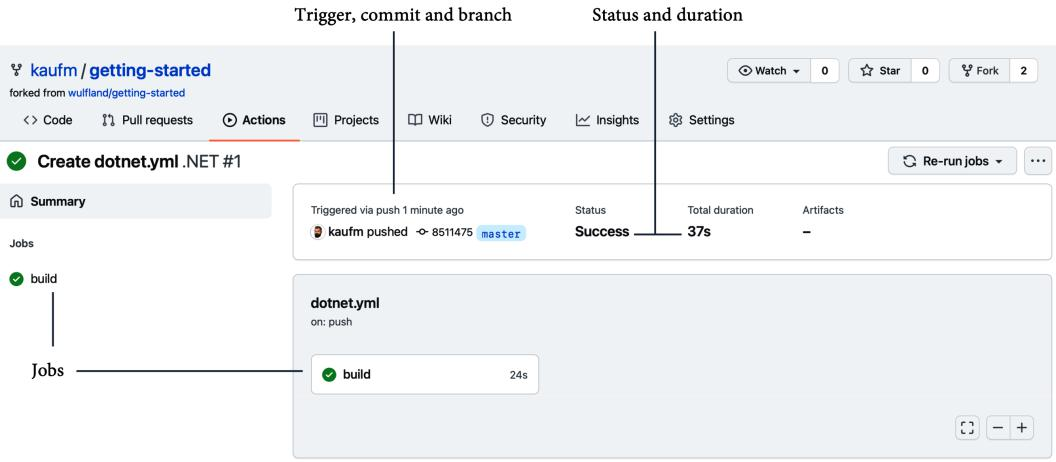 Trigger, commit and branch
Status and duration
kaufm / getting-started
Watch 0
Star 0
Fork 2
forked from wulfland/getting-started
<> Code
Pull requests
Actions
Projects
Wiki
Security
Insights
Settings
Create dotnet.yml .NET #1
Re-run jobs
...
Summary
Triggered via push 1 minute ago
Status
Total duration
Artifacts
kaufm pushed 8511475 master
Success
37s
–
Jobs
build
dotnet.yml
on: push
Jobs
build 24s
− +